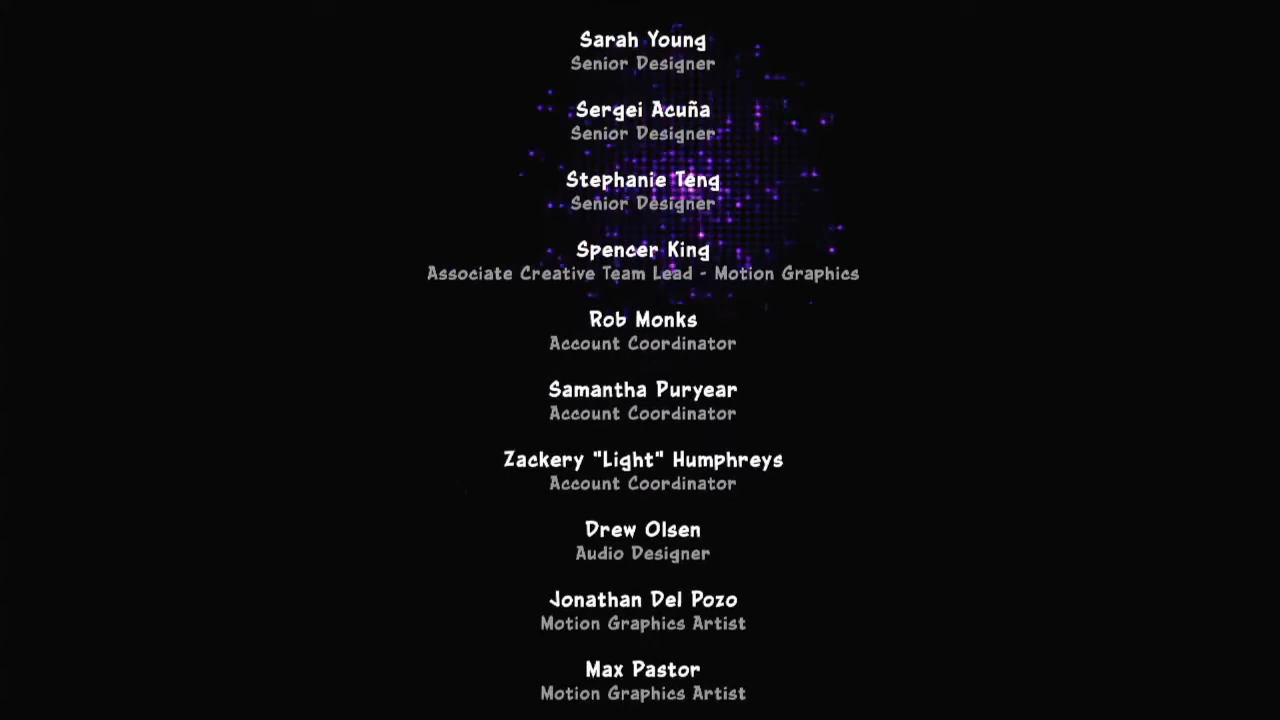 Sarah Young
Senior Designer
Sergei Acuña
Senior Designer
Stephanie Teng
Senior Designer
Spencer King
Associate Creative Team Lead - Motion Graphics
Rob Monks
Account Coordinator
Samantha Puryear
Account Coordinator
Zackery "Light" Humphreys
Account Coordinator
Drew Olsen
Audio Designer
Jonathan Del Pozo
Motion Graphics Artist
Max Pastor
Motion Graphics Artist